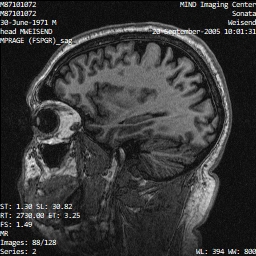 M87101072
M87101072
30-June-1971 M
head MWEISEND
MPRAGE (FSPGR)_sag
MIND Imaging Center
Sonata
Weisend
20-September-2005 10:01:31
ST: 1.30 SL: 30.82
RT: 2730.00 ET: 3.25
FS: 1.49
MR
Images: 88/128
Series: 2
WL: 394 WW: 800